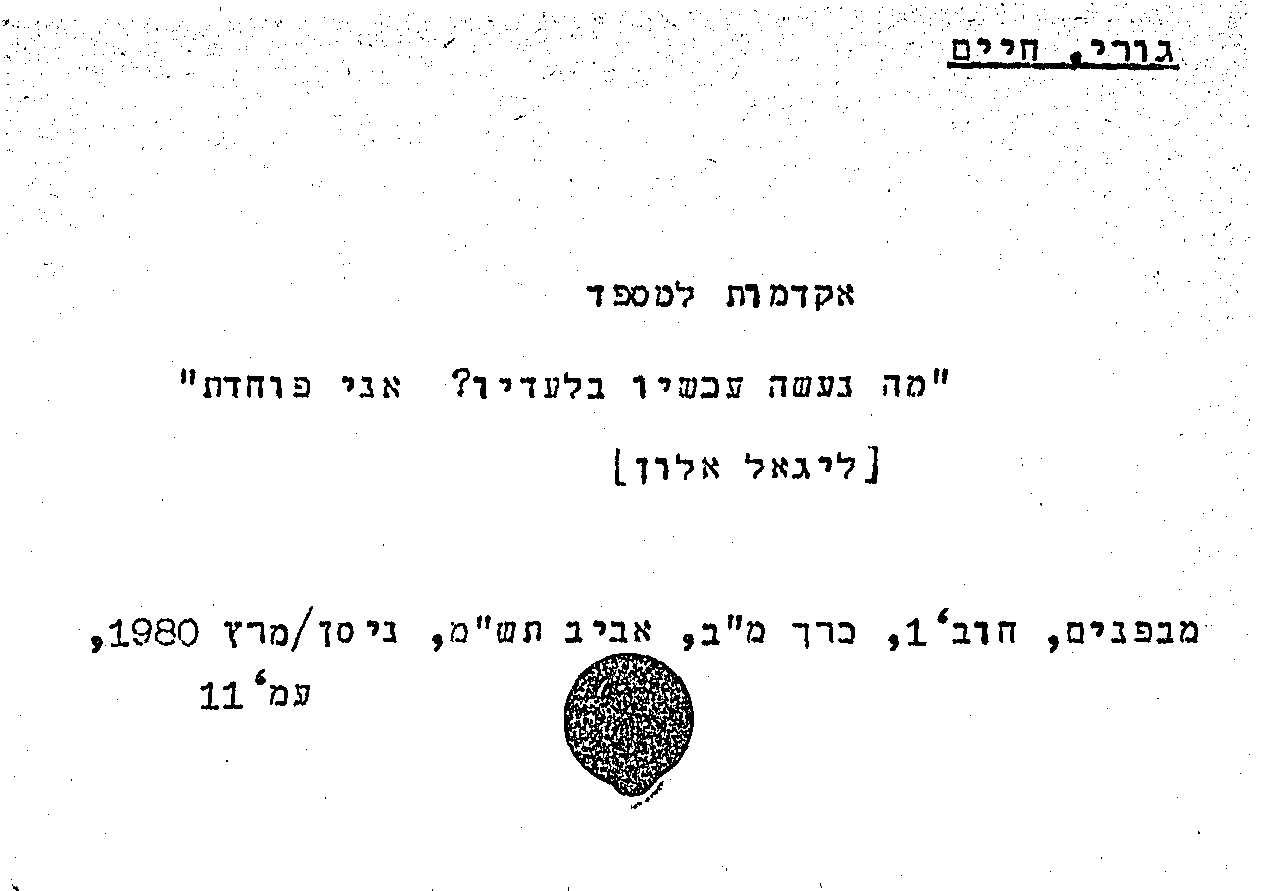 גורי, חיים
אקדמות למספד
"מה נעשה עכשיו בלעדיו? אני פוחדת"
[ליגאל אלון]
מבפנים, חוב' 1, כרך מ"ב, אביב תש"מ, ניסן/מרץ 1980,
עמ' 11